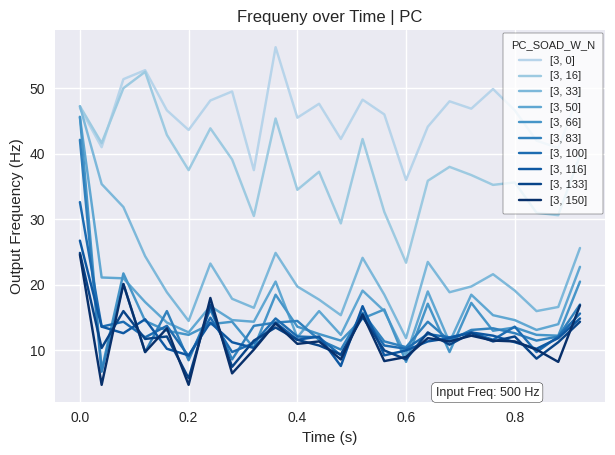 Frequeny over Time | PC
Output Frequency (Hz)
50
40
30
20
10
PC_SOAD_W_N
[3, 0]
[3, 16]
[3, 33]
[3, 50]
[3, 66]
[3, 83]
[3, 100]
[3, 116]
[3, 133]
[3, 150]
Input Freq: 500 Hz
0.0 0.2 0.4 0.6 0.8
Time (s)